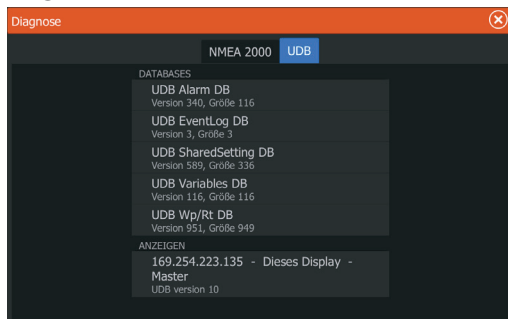 Diagnose
NMEA 2000 UDB
DATABASES
UDB Alarm DB
Version 340, Größe 116
UDB EventLog DB
Version 3, Größe 3
UDB SharedSetting DB
Version 589, Größe 336
UDB Variables DB
Version 116, Größe 116
UDB Wp/Rt DB
Version 951, Größe 949
ANZEIGEN
169.254.223.135 - Dieses Display -
Master
UDB version 10